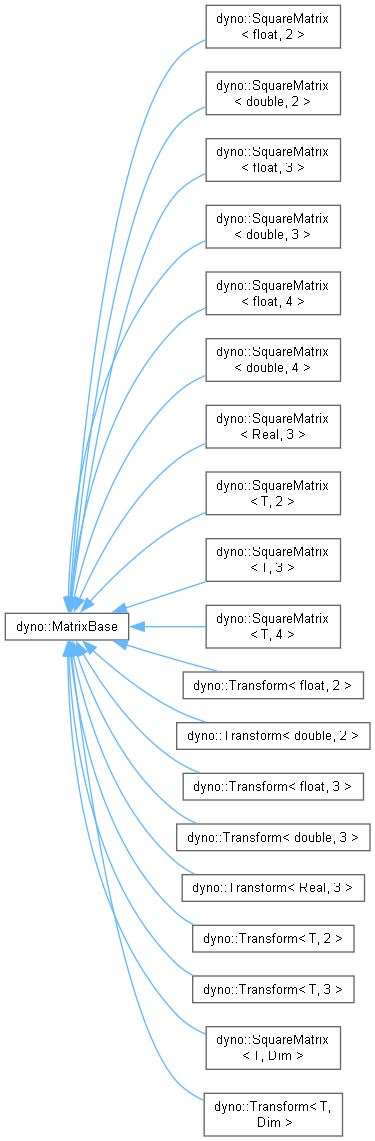 dyno::SquareMatrix
< float, 2 >
dyno::SquareMatrix
< double, 2 >
dyno::SquareMatrix
< float, 3 >
dyno::SquareMatrix
< double, 3 >
dyno::SquareMatrix
< float, 4 >
dyno::SquareMatrix
< double, 4 >
dyno::SquareMatrix
< Real, 3 >
dyno::SquareMatrix
< T, 2 >
dyno::SquareMatrix
< T, 3 >
dyno::MatrixBase
dyno::SquareMatrix
< T, 4 >
dyno::Transform< float, 2 >
dyno::Transform< double, 2 >
dyno::Transform< float, 3 >
dyno::Transform< double, 3 >
dyno::Transform< Real, 3 >
dyno::Transform< T, 2 >
dyno::Transform< T, 3 >
dyno::SquareMatrix
< T, Dim >
dyno::Transform< T,
Dim >